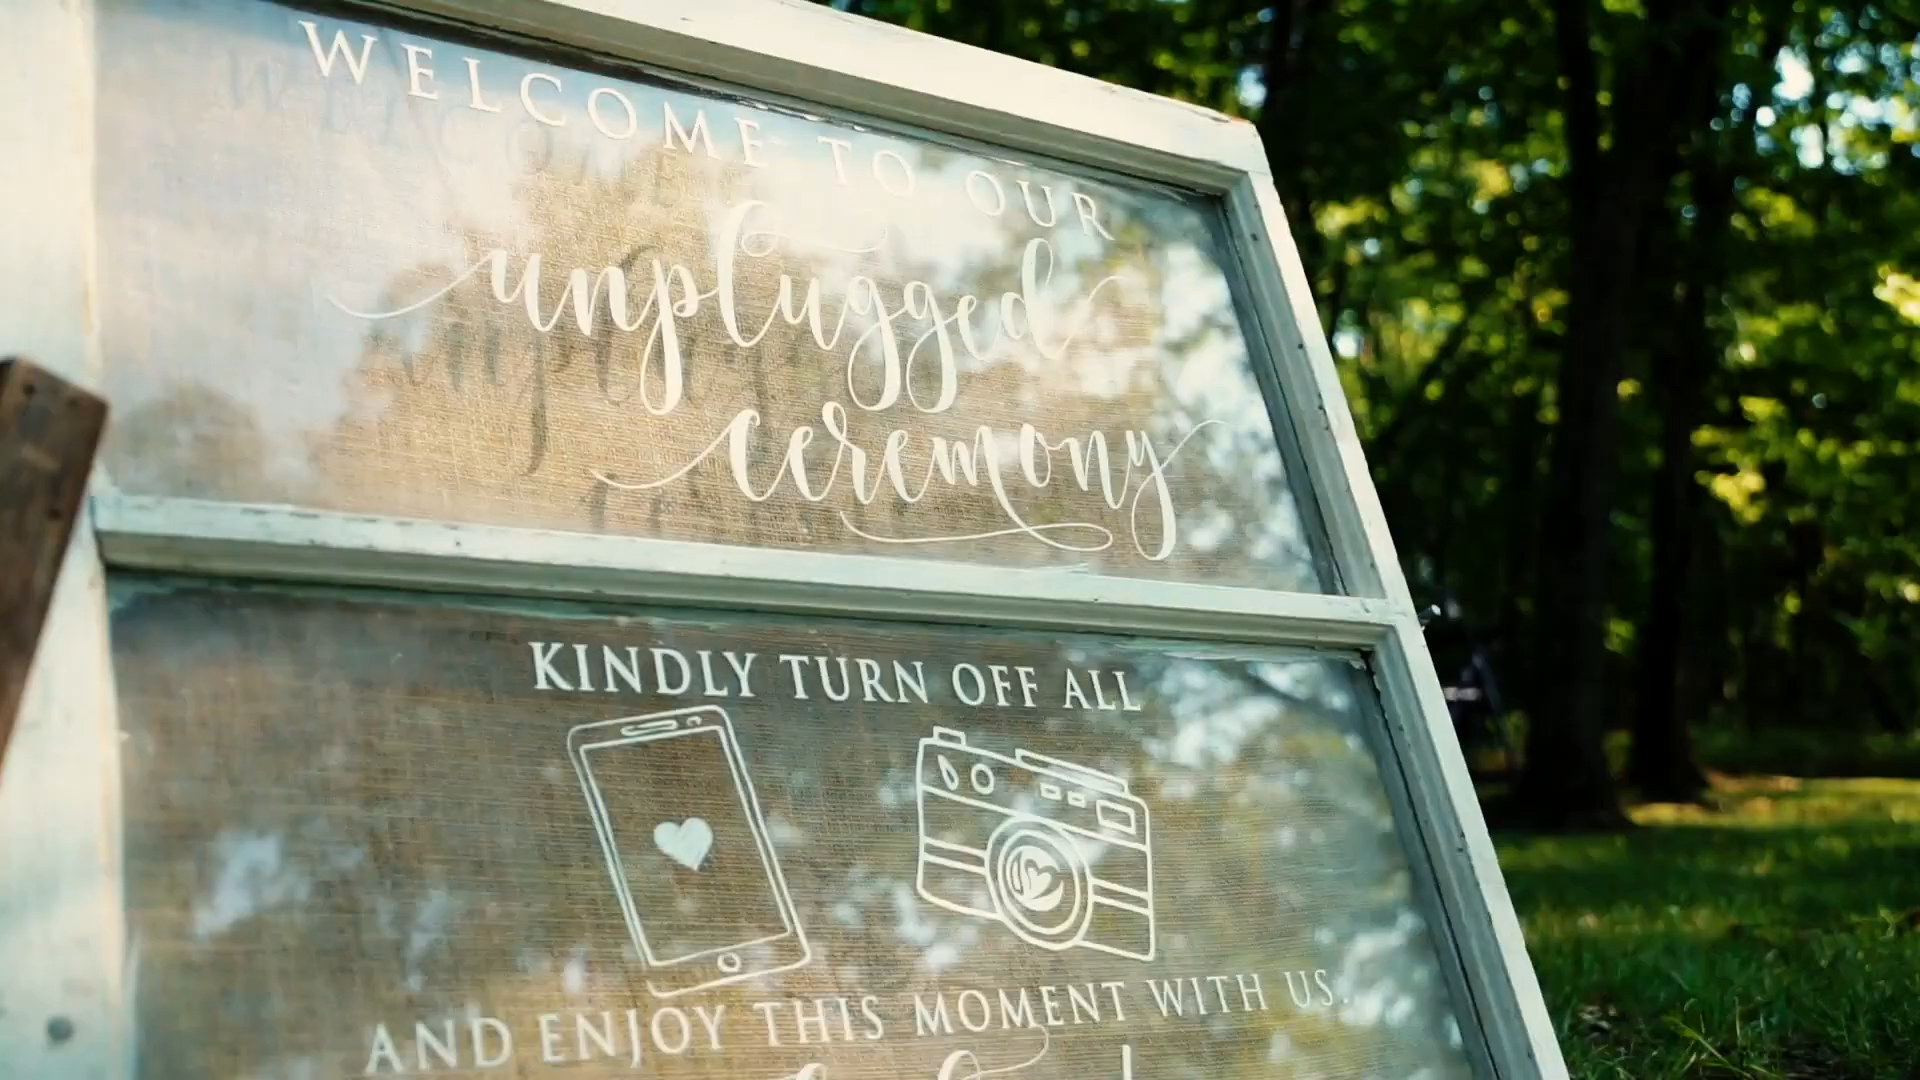 WELCOME TO OUR
unplugged
ceremony
KINDLY TURN OFF ALL
AND ENJOY THIS MOMENT WITH US.